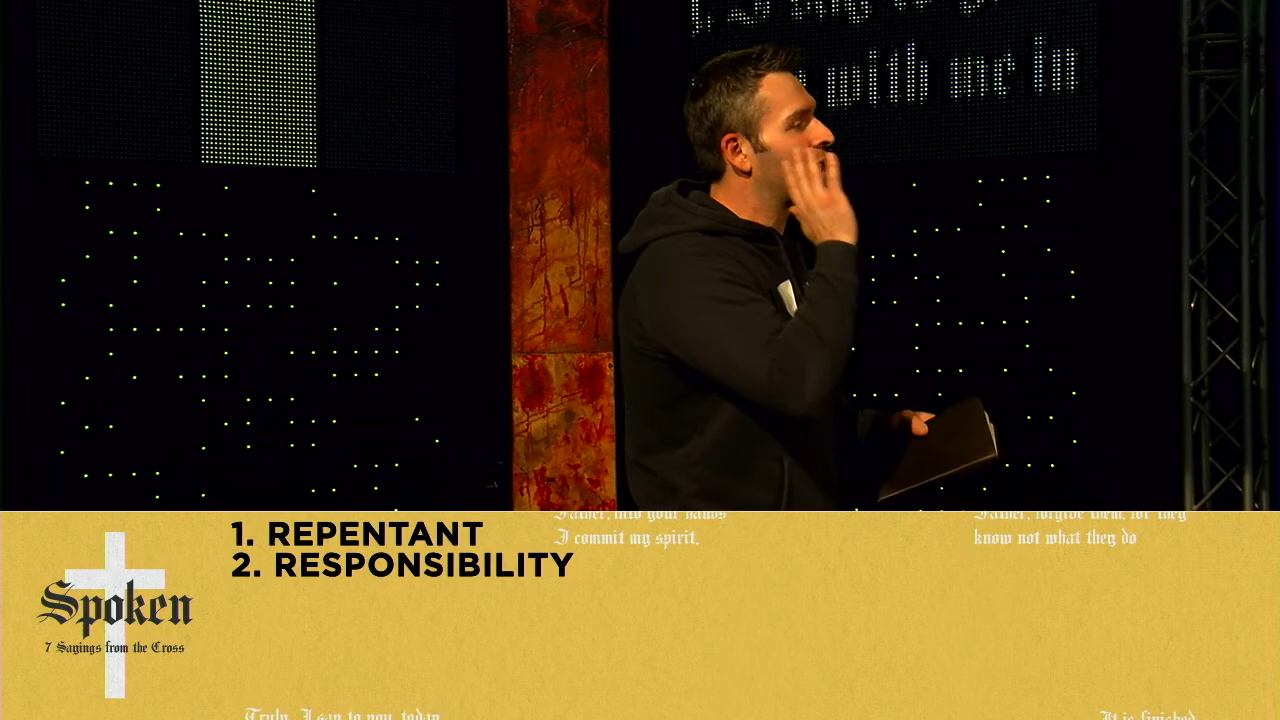 with me in
1. REPENTANT
2. RESPONSIBILITY
Father, into your hands
I commit my spirit.
Father, forgive them, for they
know not what they do
Spoken
7 Sayings from the Cross
Truly, I say to you, today
It is finished